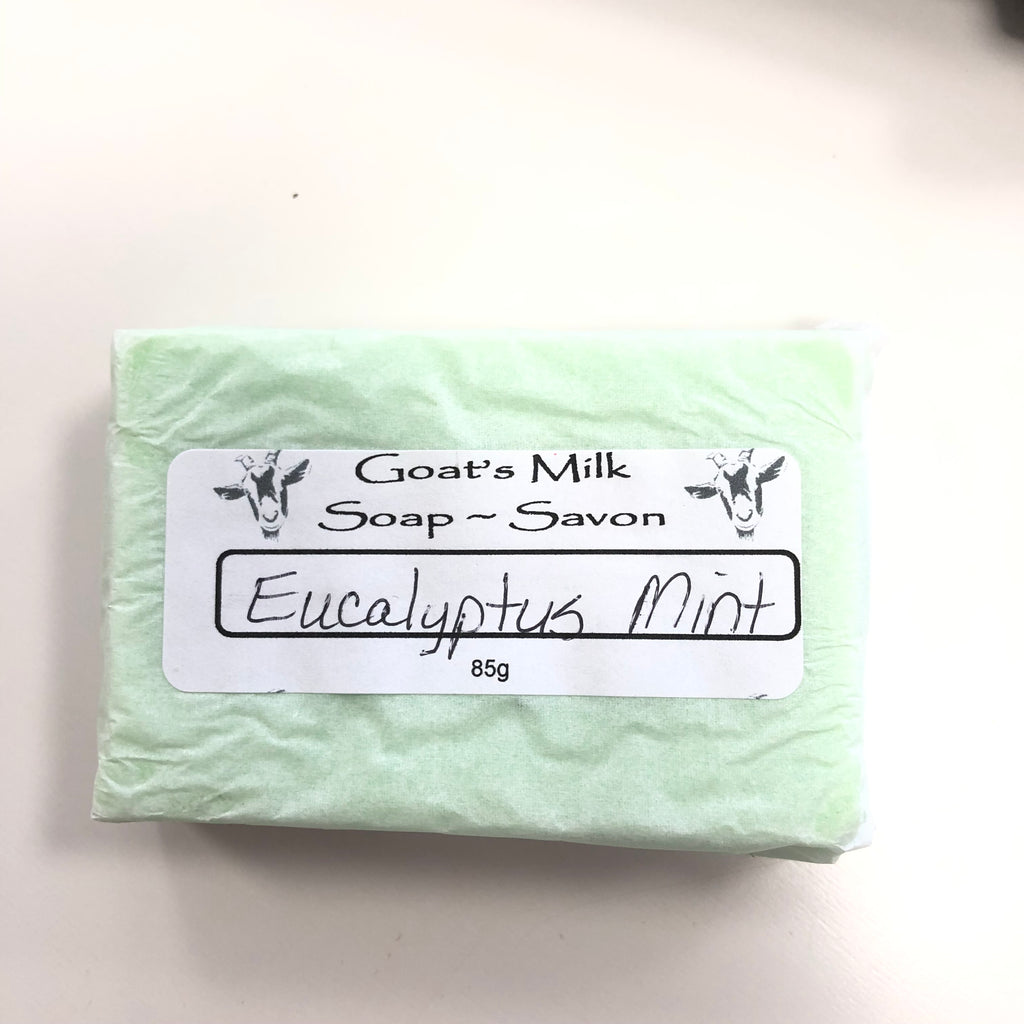 Goat's Milk
Soap ~ Savon
Eucalyptus Mint
85g